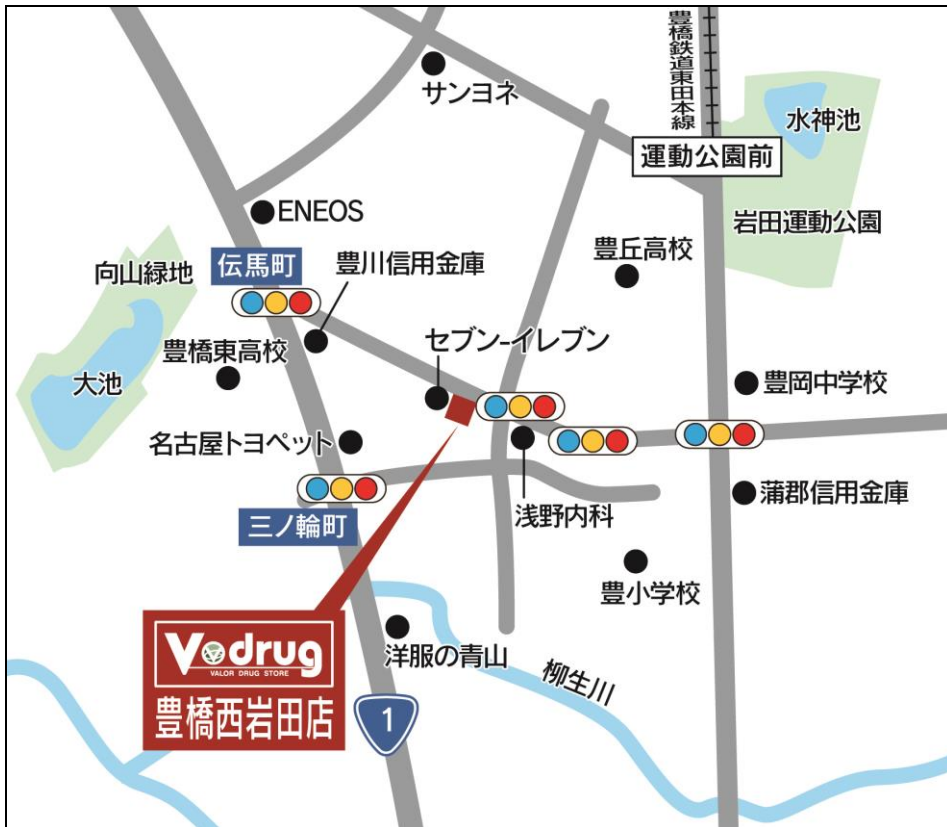 豊橋鉄道東田本線
サンヨネ
水神池
運動公園前
ENEOS
岩田運動公園
豊丘高校
向山緑地
伝馬町
豊川信用金庫
セブン-イレブン
豊橋東高校
大池
豊岡中学校
名古屋トヨペット
蒲郡信用金庫
浅野内科
三ノ輪町
豊小学校
Vdrug
VALOR DRUG STORE
豊橋西岩田店
洋服の青山
柳生川
1